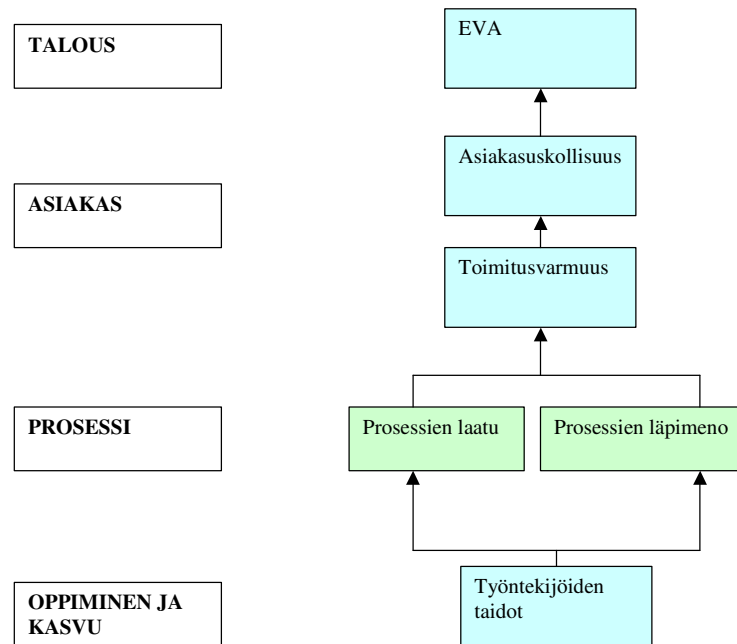 TALOUS
EVA
Asiakasuskollisuus
ASIAKAS
Toimitusvarmuus
PROSESSI
Prosessien laatu
Prosessien läpimeno
OPPIMINEN JA
KASVU
Työntekijöiden
taidot